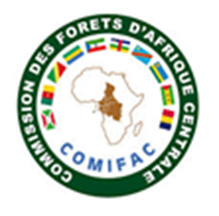 COMMISSION DES FORETS D'AFRIQUE CENTRALE
COMIFAC